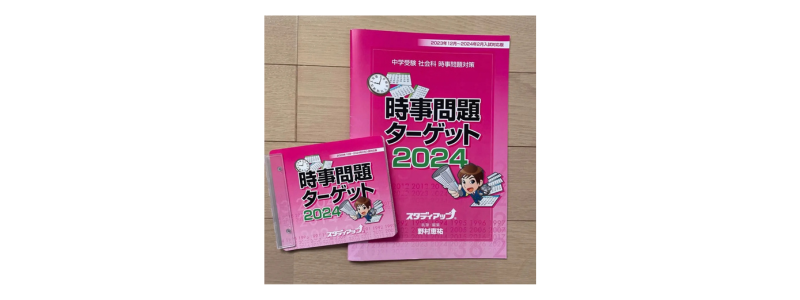 2023年12月～2024年2月入試対応版
中学受験 社会科 時事問題対策
時事問題
ターゲット
2024
スタディアップ
野村恵祐
時事問題
ターゲット
2024
スタディアップ